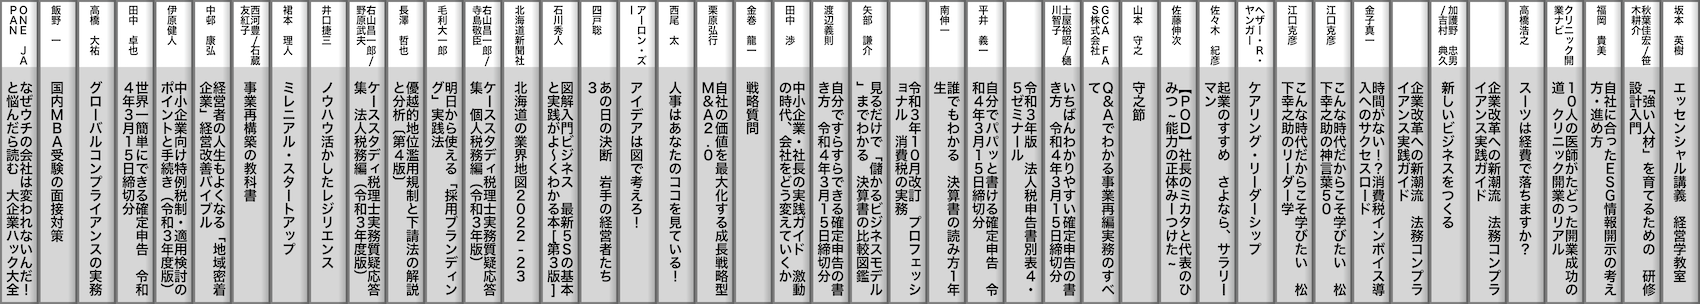 坂本 英樹
エッセンシャル講義 経営学教室
秋葉佳宏/笹
木耕介
「強い人材」を育てるための 研修
設計入門
福岡 貴美
自社に合ったESG情報開示の考え
方・進め方
クリニック開
業ナビ
10人の医師がたどった開業成功の
道 クリニック開業のリアル
高橋浩之
スーツは経費で落ちますか?
企業改革への新潮流 法務コンプラ
イアンス実践ガイド
加護野 忠男
/吉村 典久
新しいビジネスをつくる
企業改革への新潮流 法務コンプラ
イアンス実践ガイド
金子真一
時間がない!?消費税インボイス導
入へのサクセスロード
江口克彦
こんな時代だからこそ学びたい 松
下幸之助の神言葉50
江口克彦
こんな時代だからこそ学びたい 松
下幸之助のリーダー学
ヘザー・R・
ヤンガー
ケアリング・リーダーシップ
佐々木 紀彦
起業のすすめ さよなら、サラリー
マン
佐藤伸次
【POD】社長のミカタと代表のひ
みつ~能力の正体みーつけた~
山本 守之
守之節
GCA FA
S株式会社
Q&Aでわかる事業再編実務のすべ
て
土屋裕昭/樋
川智子
いちばんわかりやすい確定申告の書
き方 令和4年3月15日締切分
令和3年版 法人税申告書別表4・
5ゼミナール
平井 義一
自分でパパッと書ける確定申告 令
和4年3月15日締切分
南伸一
誰でもわかる 決算書の読み方1年
生
令和3年10月改訂 プロフェッシ
ョナル 消費税の実務
矢部 謙介
見るだけで「儲かるビジネスモデル
」までわかる 決算書の比較図鑑
渡辺義則
自分ですらすらできる確定申告の書
き方 令和4年3月15日締切分
田中 渉
中小企業・社長の実践ガイド 激動
の時代、会社をどう変えていくか
金巻 龍一
戦略質問
栗原弘行
自社の価値を最大化する成長戦略型
M&A2.0
西尾 太
人事はあなたのココを見ている!
アーロン・ズ
ー
アイデアは図で考えろ!
四戸聡
あの日の決断 岩手の経営者たち
3
石川秀人
図解入門ビジネス 最新5Sの基本
と実践がよ~くわかる本[第3版]
北海道新聞社
北海道の業界地図2022-23
右山昌一郎/
寺島敬臣
ケーススタディ税理士実務質疑応答
集 個人税務編(令和3年版)
毛利大一郎
明日から使える「採用ブランディン
グ」実践法
長澤 哲也
優越的地位濫用規制と下請法の解説
と分析〔第4版〕
右山昌一郎/
野原武夫
ケーススタディ税理士実務質疑応答
集 法人税務編(令和3年度版)
井口捷三
ノウハウ活かしたレジリエンス
裙本 理人
ミレニアル・スタートアップ
西河豊/石蔵
友紅子
事業再構築の教科書
中邨 康弘
経営者の人生もよくなる「地域密着
企業」経営改善バイブル
伊原健人
中小企業向け特例税制・適用検討の
ポイントと手続き(令和3年度版)
田中 卓也
世界一簡単にできる確定申告 令和
4年3月15日締切分
高橋 大祐
グローバルコンプライアンスの実務
飯野 一
国内MBA受験の面接対策
ONE JA
PAN
なぜウチの会社は変われないんだ!
と悩んだら読む 大企業ハック大全